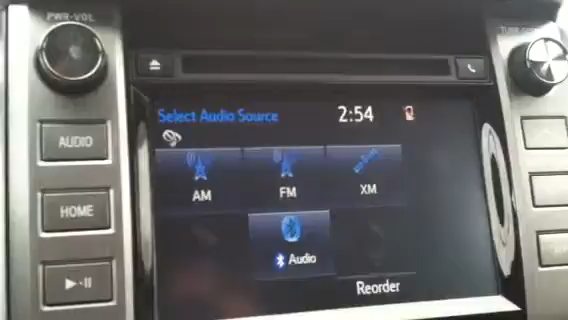 PWR•VOL
Select Audio Source
2:54
AUDIO
AM
FM
XM
HOME
Audio
Reorder